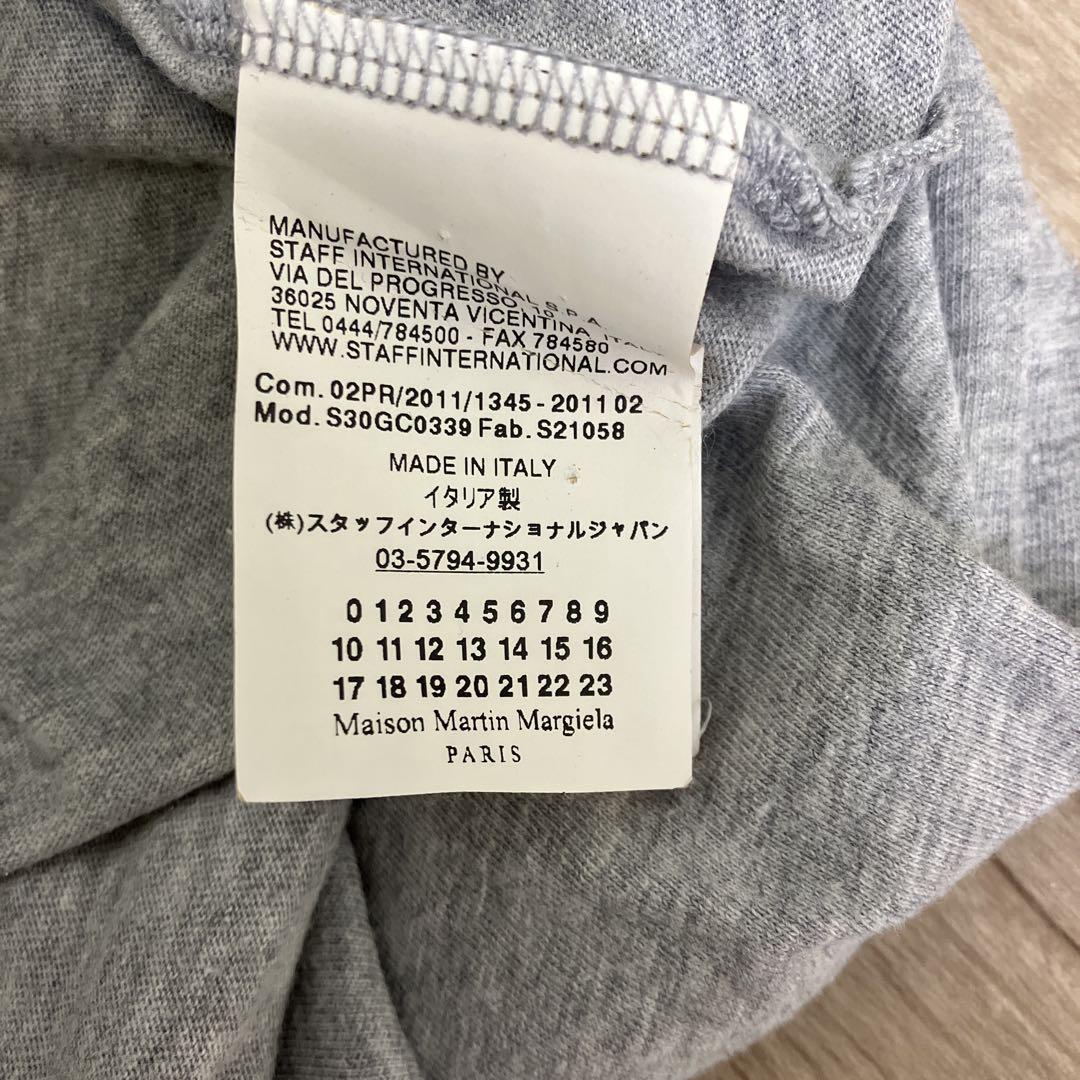 MANUFACTURED BY
STAFF INTERNATIONAL S.P.A.
VIA DEL PROGRESSO, 10
36025 NOVENTA VICENTINA, ITALY
TEL 0444/784500 - FAX 784580
WWW.STAFFINTERNATIONAL.COM
Com. 02PR/2011/1345 - 2011 02
Mod. S30GC0339 Fab. S21058
MADE IN ITALY
イタリア製
(株)スタッフインターナショナルジャパン
03-5794-9931
0 1 2 3 4 5 6 7 8 9
10 11 12 13 14 15 16
17 18 19 20 21 22 23
Maison Martin Margiela
PARIS